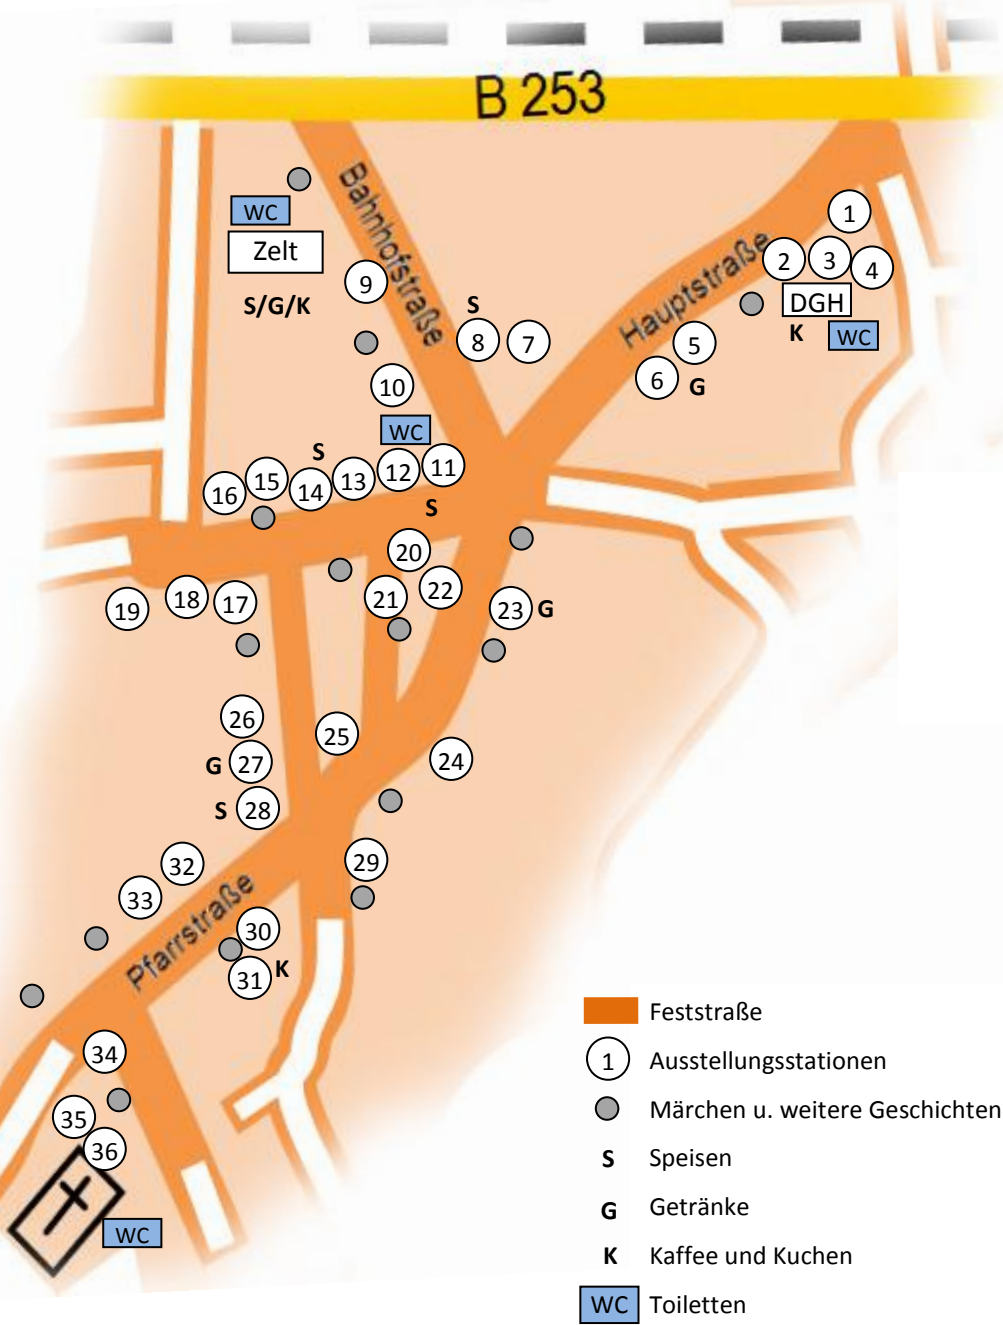 B 253
Bahnhofstraße
Hauptstraße
WC
Zelt
S/G/K
1
2
3
4
DGH
K
WC
9
S
8
7
5
6
G
10
WC
S
16
15
14
13
12
11
S
20
19
18
17
21
22
23
G
26
25
24
G
27
S
28
32
29
33
Pfarrstraße
30
31
K
34
35
36
WC
Feststraße
1 Ausstellungsstationen
Märchen u. weitere Geschichten
S Speisen
G Getränke
K Kaffee und Kuchen
WC Toiletten